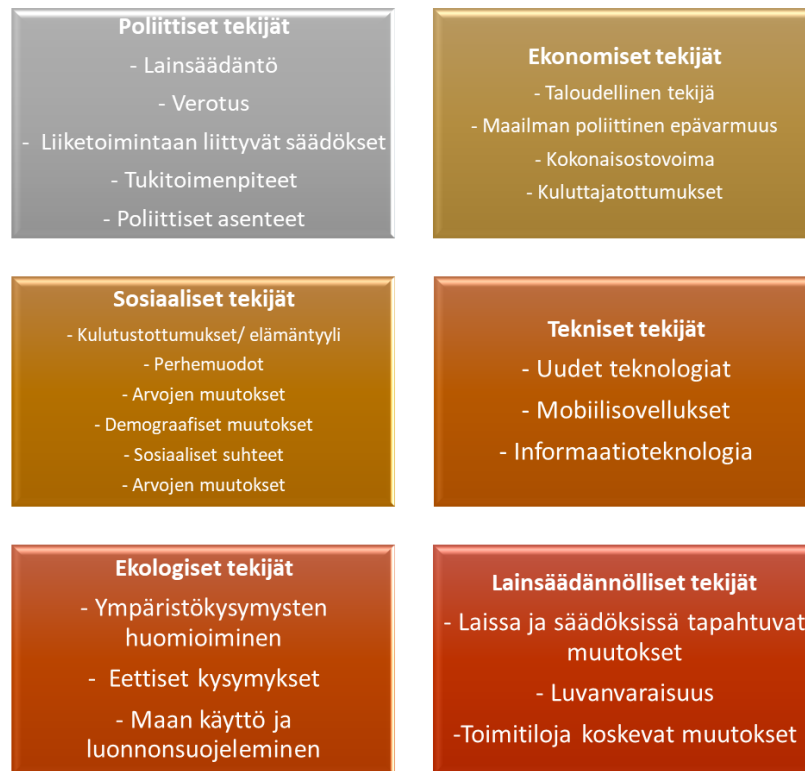 Poliittiset tekijät
- Lainsäädäntö
- Verotus
- Liiketoimintaan liittyvät säädökset
- Tukitoimenpiteet
- Poliittiset asenteet
Ekonomiset tekijät
- Taloudellinen tekijä
- Maailman poliittinen epävarmuus
- Kokonaisostovoima
- Kuluttajatottumukset
Sosiaaliset tekijät
- Kulutustottumukset/ elämäntyyli
- Perhemuodot
- Arvojen muutokset
- Demograafiset muutokset
- Sosiaaliset suhteet
- Arvojen muutokset
Tekniset tekijät
- Uudet teknologiat
- Mobiilisovellukset
- Informaatioteknologia
Ekologiset tekijät
- Ympäristökysymysten
huomioiminen
- Eettiset kysymykset
- Maan käyttö ja
luonnonsuojeleminen
Lainsäädännölliset tekijät
- Laissa ja säädöksissä tapahtuvat
muutokset
- Luvanvaraisuus
-Toimitiloja koskevat muutokset